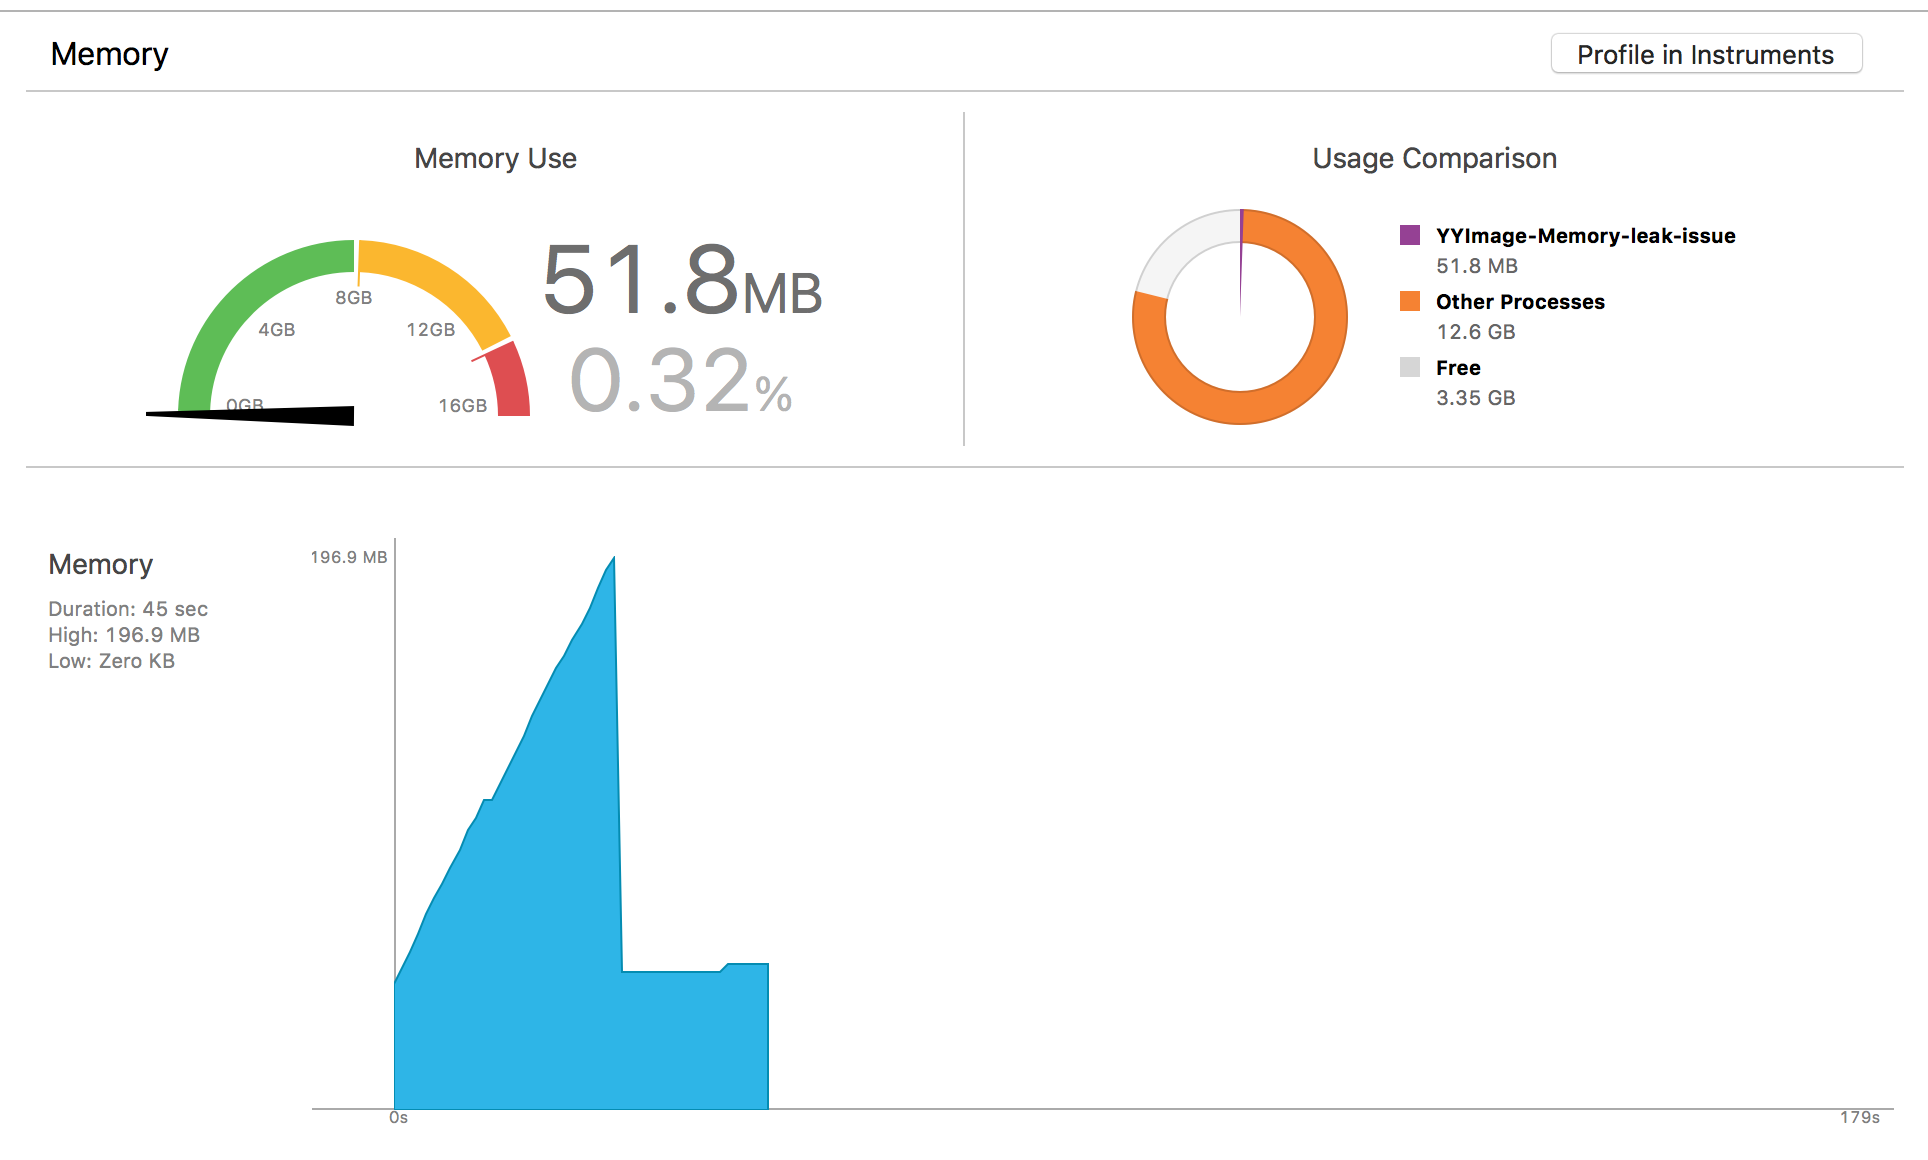 Memory
Profile in Instruments
Memory Use
0GB
4GB
8GB
12GB
16GB
51.8MB
0.32%
Usage Comparison
YYImage-Memory-leak-issue
51.8 MB
Other Processes
12.6 GB
Free
3.35 GB
Memory
Duration: 45 sec
High: 196.9 MB
Low: Zero KB
196.9 MB
0s
179s